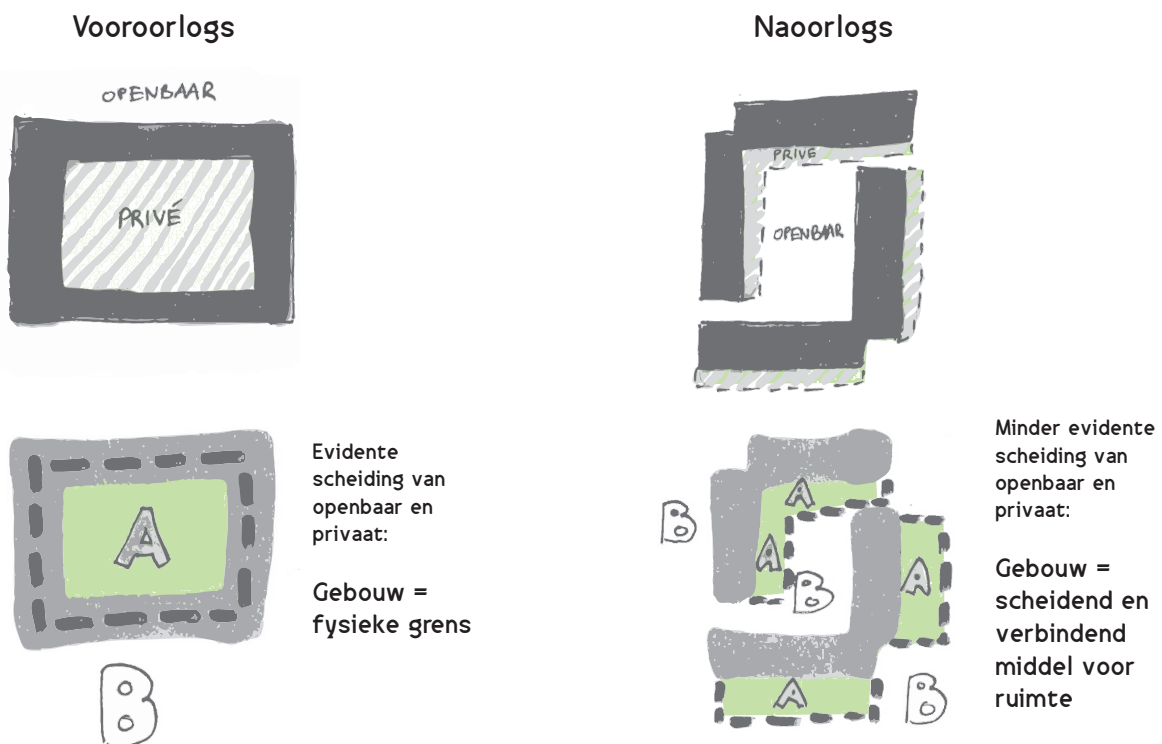 Vooroorlogs
OPENBAAR
PRIVÉ
Evidente
scheiding van
openbaar en
privaat:
Gebouw =
fysieke grens
A
B
Naoorlogs
PRIVE
OPENBAAR
A
B
A
B
A
A
B
Minder evidente
scheiding van
openbaar en
privaat:
Gebouw =
scheidend en
verbindend
middel voor
ruimte